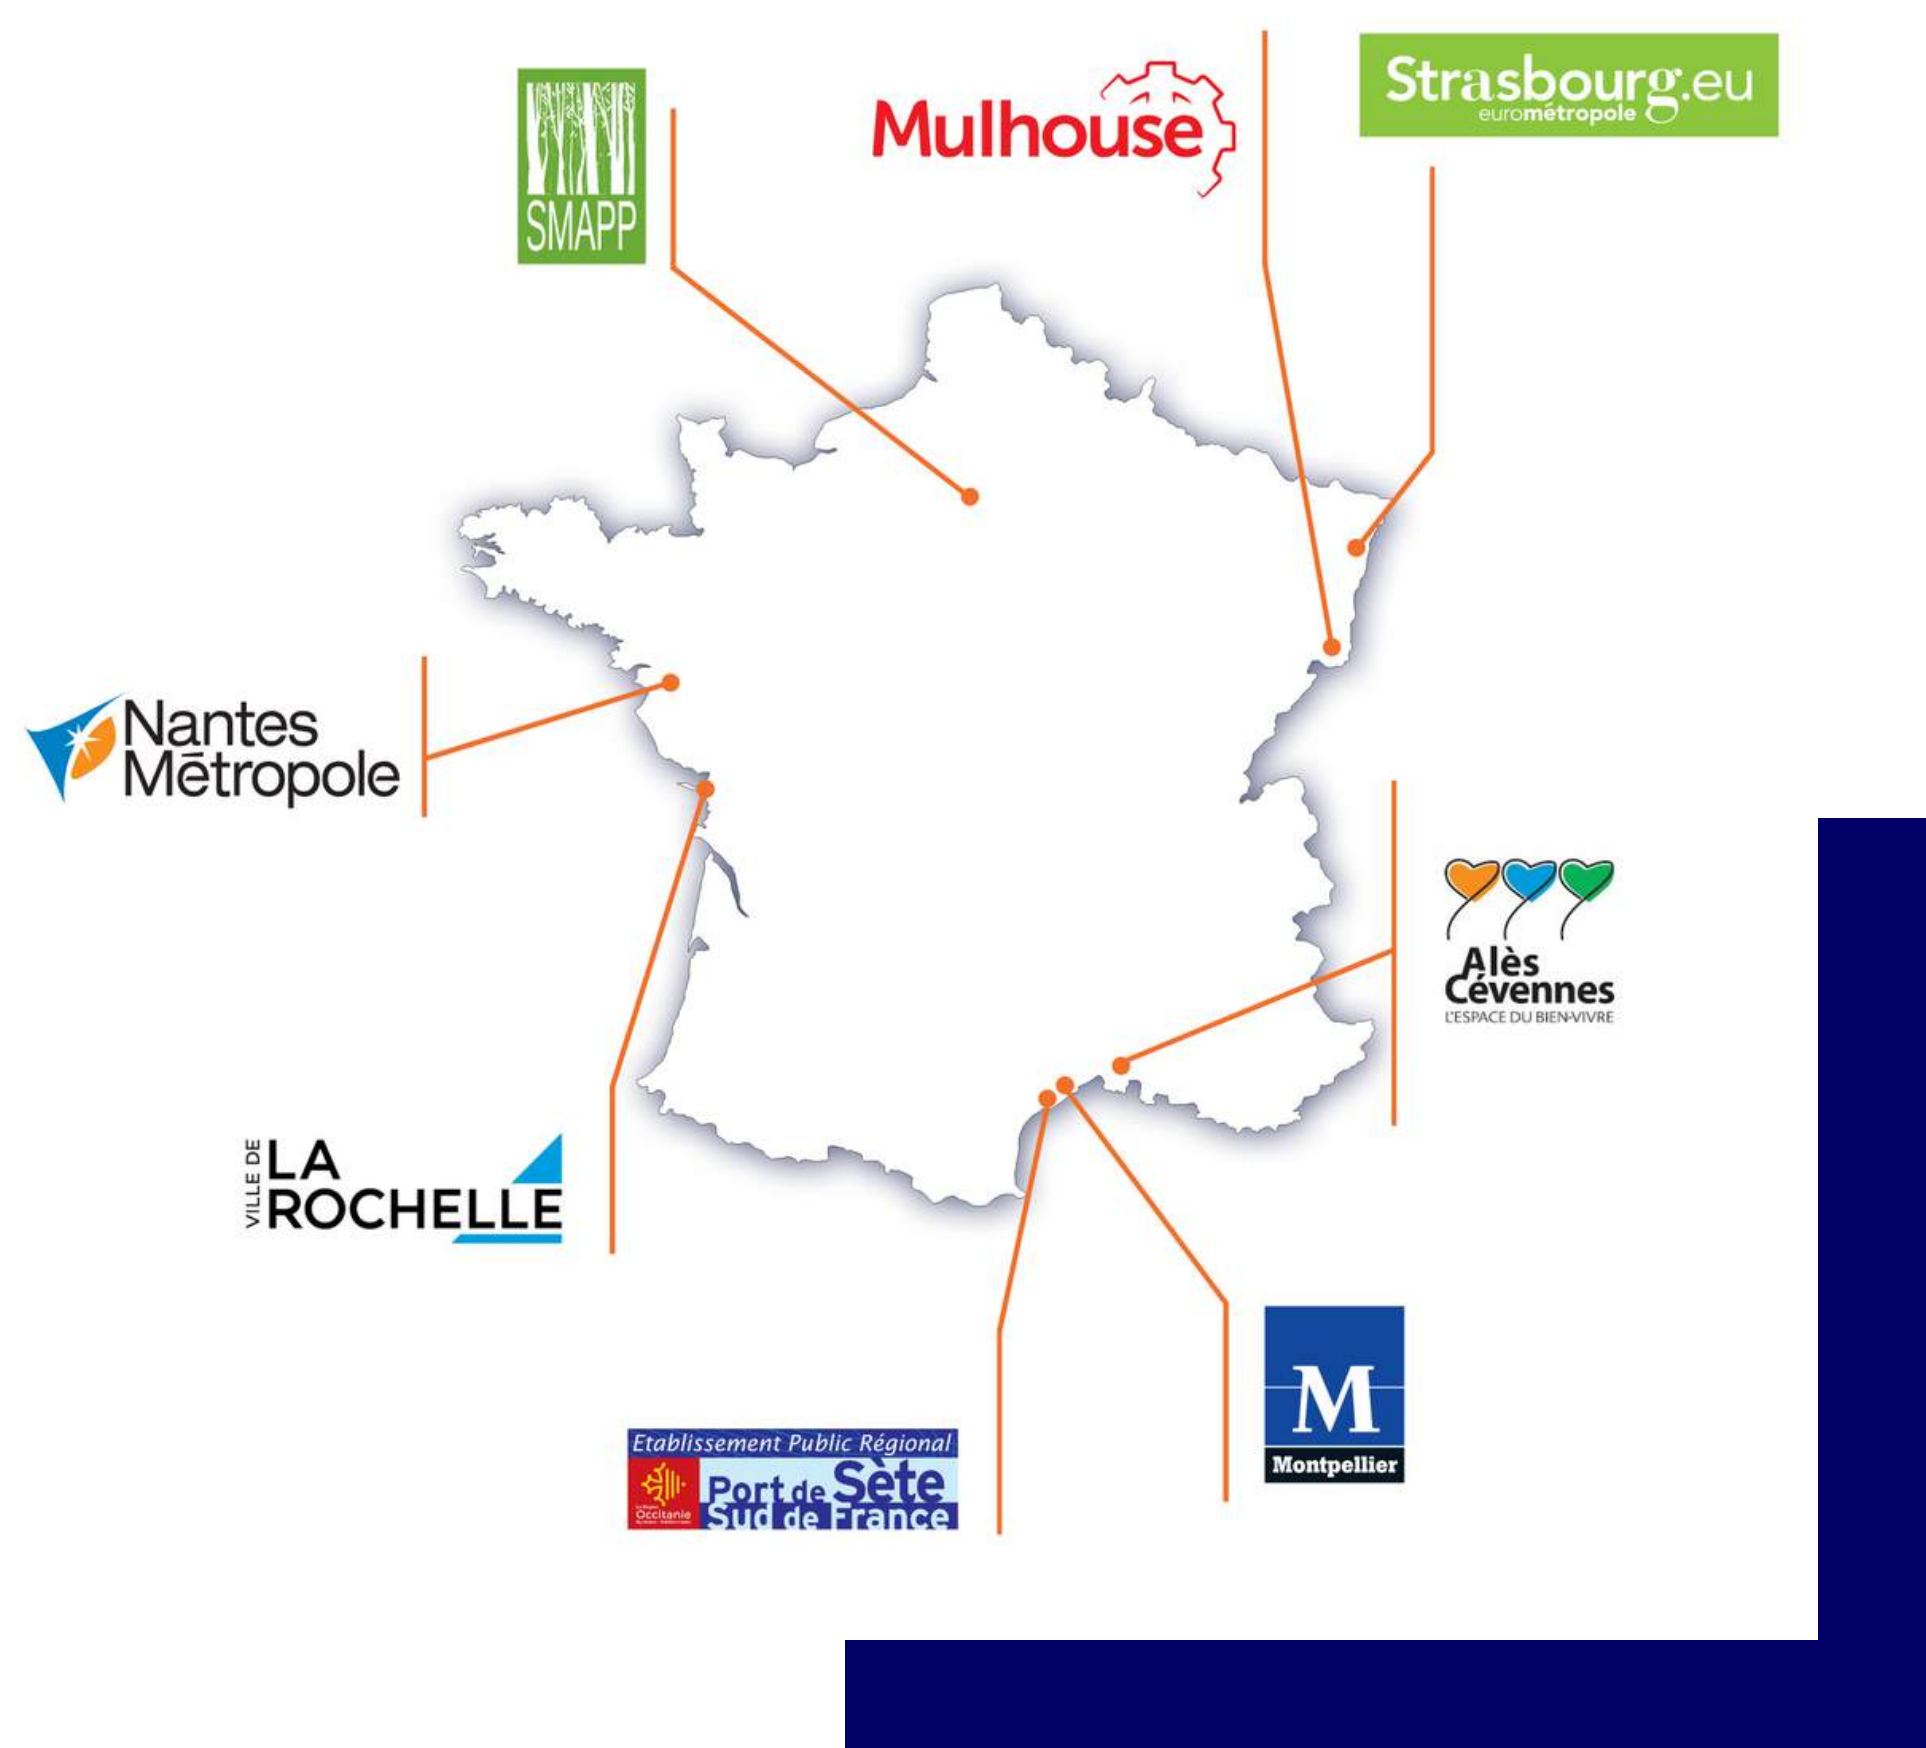 SMAPP
Mulhouse
Strasbourg.eu
eurométropole
Nantes
Métropole
Alès
Cévennes
L'ESPACE DU BIEN-VIVRE
VILLE DE
LA
ROCHELLE
Etablissement Public Régional
Port de Sète
Sud de France
Occitanie
M
Montpellier